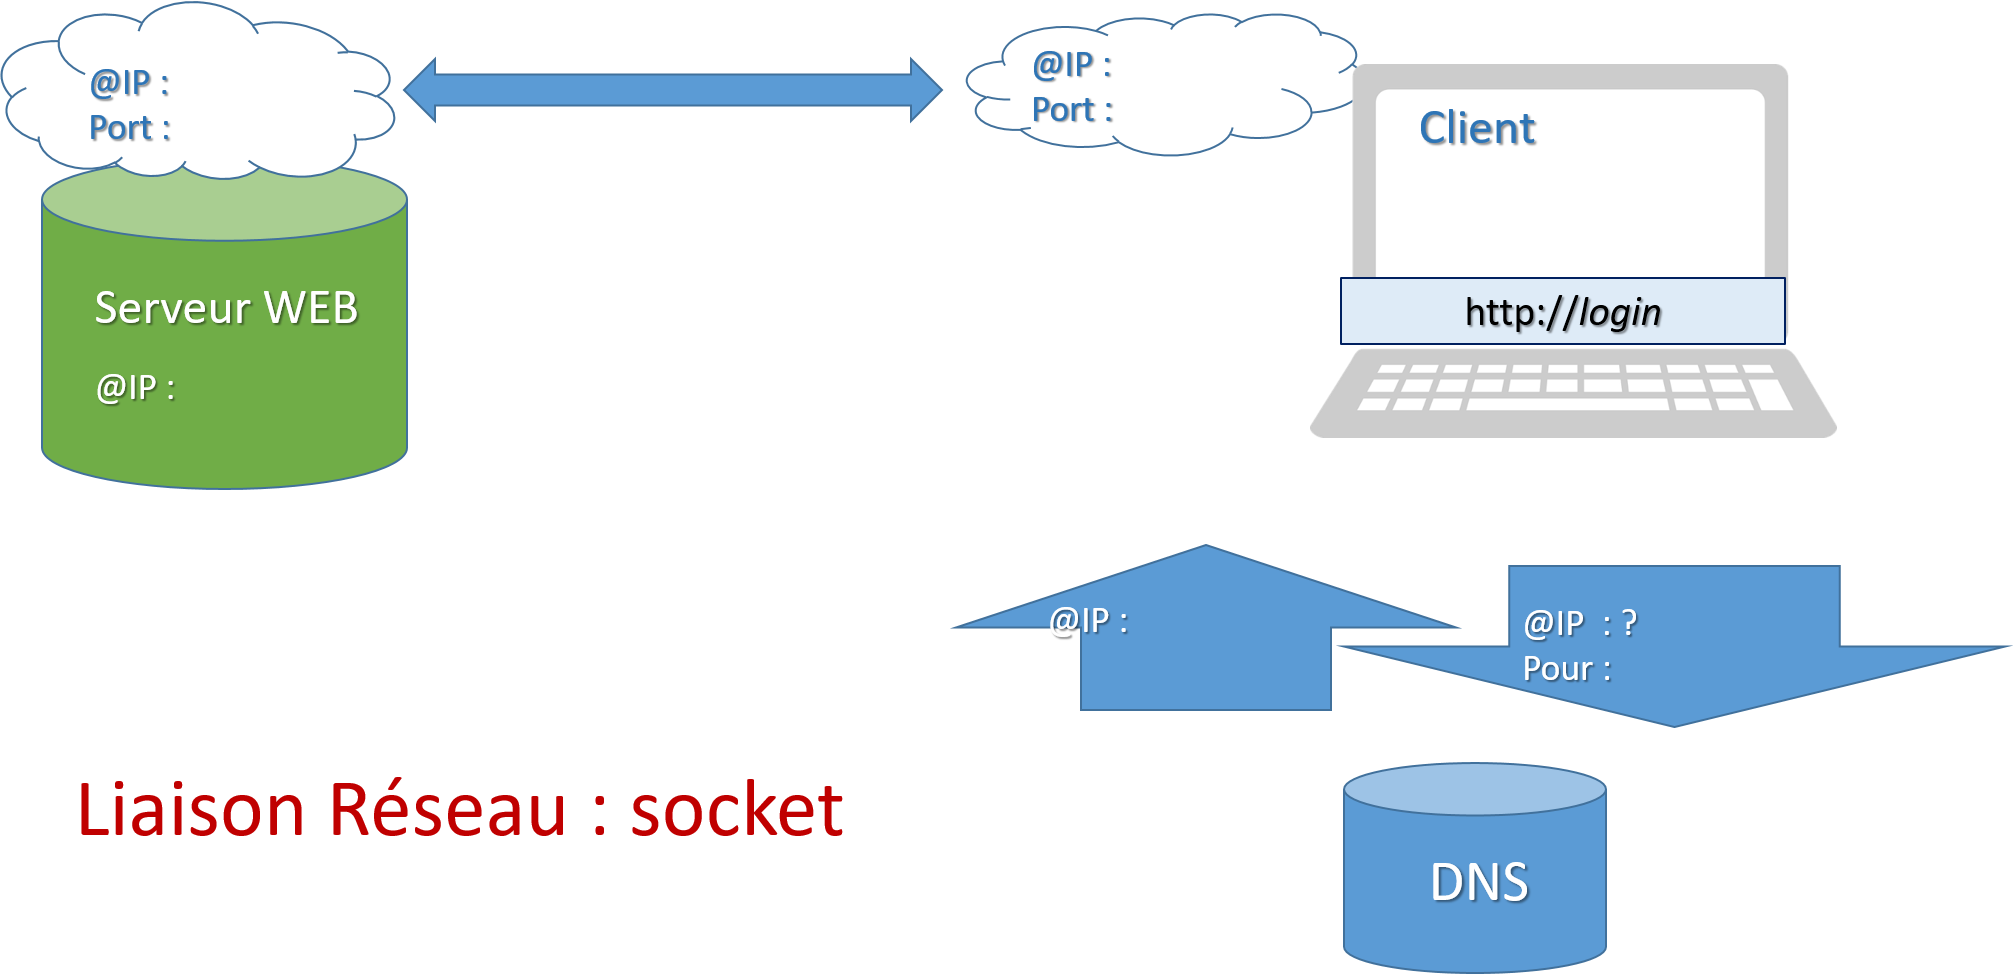 @IP :
Port :
@IP :
Port :
Client
http://login
Serveur WEB
@IP :
@IP :
@IP : ?
Pour :
Liaison Réseau : socket
DNS